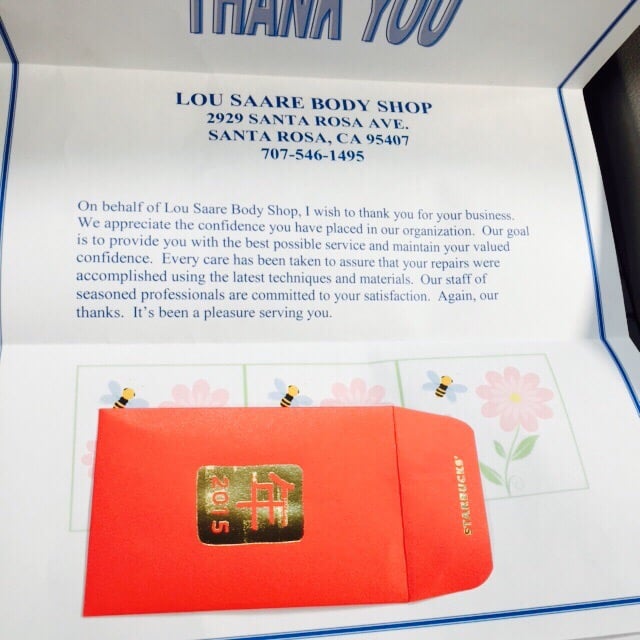 THANK YOU
LOU SAARE BODY SHOP
2929 SANTA ROSA AVE.
SANTA ROSA, CA 95407
707-546-1495
On behalf of Lou Saare Body Shop, I wish to thank you for your business.
We appreciate the confidence you have placed in our organization. Our goal
is to provide you with the best possible service and maintain your valued
confidence. Every care has been taken to assure that your repairs were
accomplished using the latest techniques and materials. Our staff of
seasoned professionals are committed to your satisfaction. Again, our
thanks. It's been a pleasure serving you.
年
2015
STARBUCKS